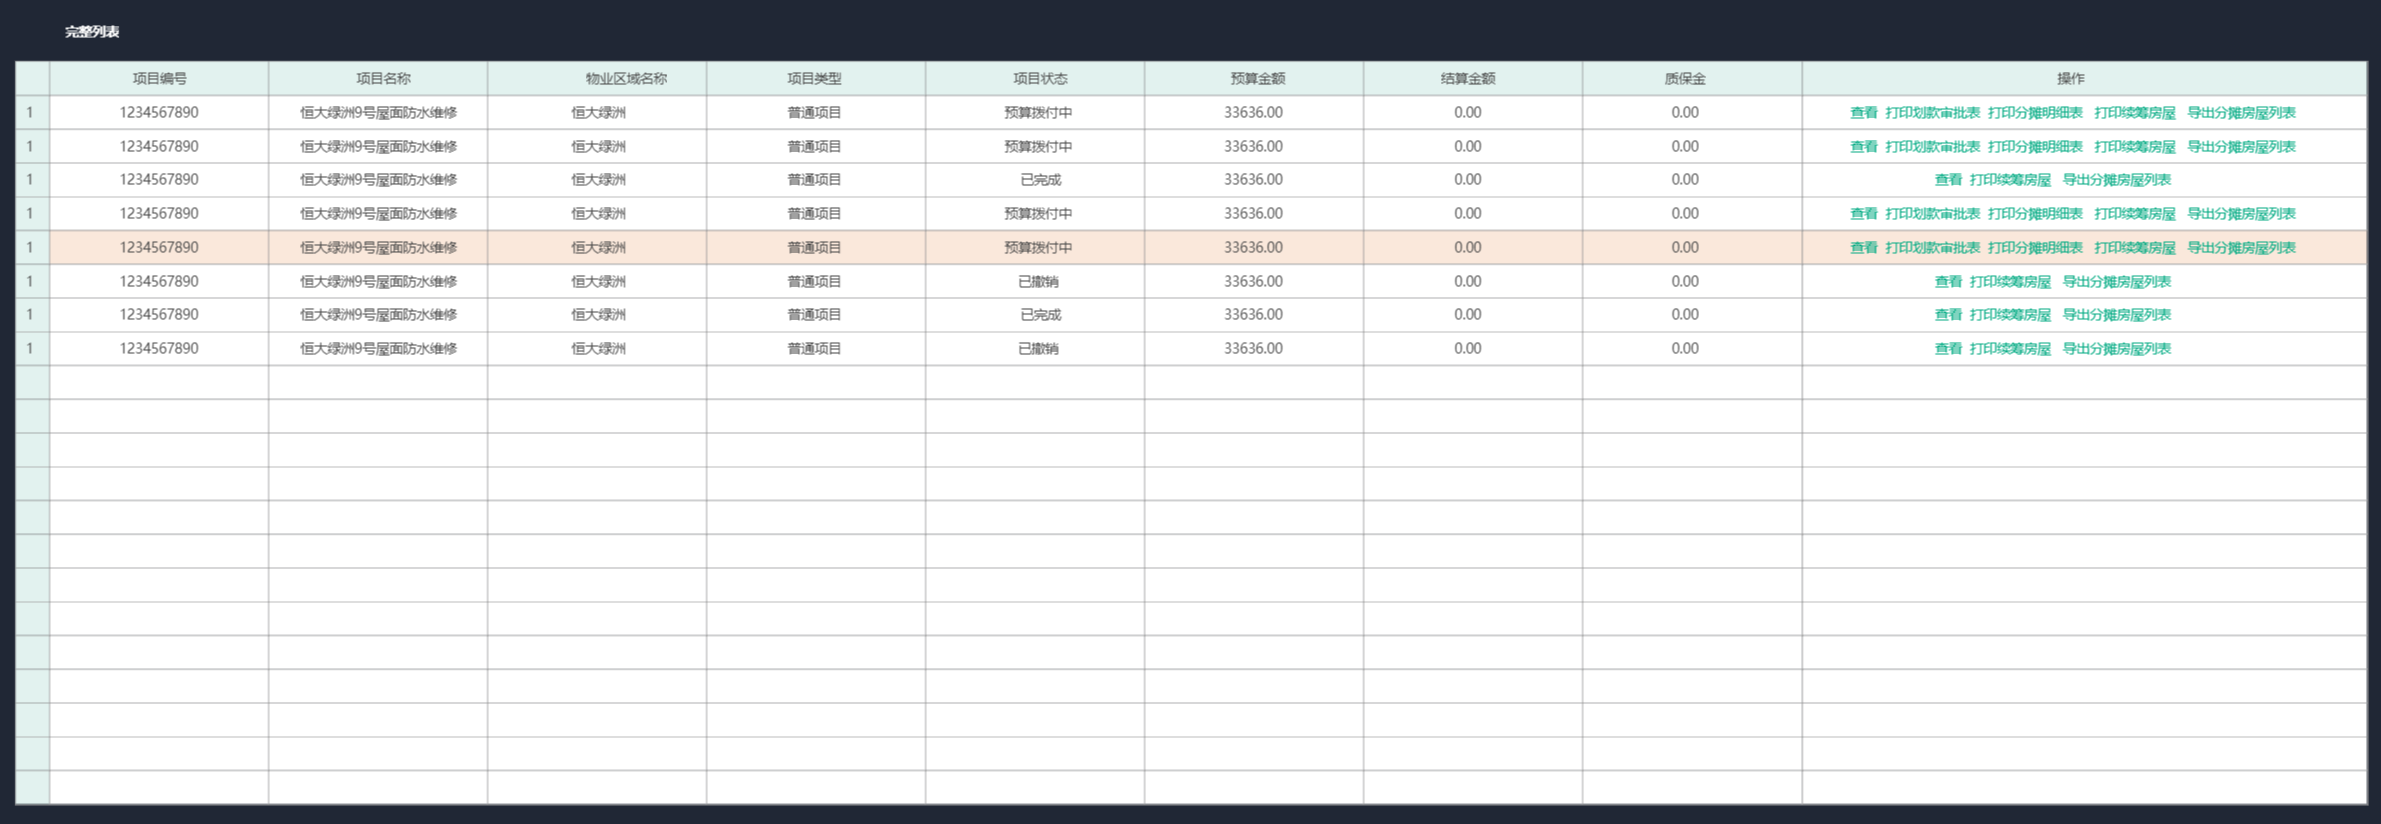 完整列表
项目编号 项目名称 物业区域名称 项目类型 项目状态 预算金额 结算金额 质保金 操作
1 1234567890 恒大绿洲9号屋面防水维修 恒大绿洲 普通项目 预算拨付中 33636.00 0.00 0.00 查看 打印划款审批表 打印分摊明细表 打印续筹房屋 导出分摊房屋列表
1 1234567890 恒大绿洲9号屋面防水维修 恒大绿洲 普通项目 预算拨付中 33636.00 0.00 0.00 查看 打印划款审批表 打印分摊明细表 打印续筹房屋 导出分摊房屋列表
1 1234567890 恒大绿洲9号屋面防水维修 恒大绿洲 普通项目 已完成 33636.00 0.00 0.00 查看 打印续筹房屋 导出分摊房屋列表
1 1234567890 恒大绿洲9号屋面防水维修 恒大绿洲 普通项目 预算拨付中 33636.00 0.00 0.00 查看 打印划款审批表 打印分摊明细表 打印续筹房屋 导出分摊房屋列表
1 1234567890 恒大绿洲9号屋面防水维修 恒大绿洲 普通项目 预算拨付中 33636.00 0.00 0.00 查看 打印划款审批表 打印分摊明细表 打印续筹房屋 导出分摊房屋列表
1 1234567890 恒大绿洲9号屋面防水维修 恒大绿洲 普通项目 已撤销 33636.00 0.00 0.00 查看 打印续筹房屋 导出分摊房屋列表
1 1234567890 恒大绿洲9号屋面防水维修 恒大绿洲 普通项目 已完成 33636.00 0.00 0.00 查看 打印续筹房屋 导出分摊房屋列表
1 1234567890 恒大绿洲9号屋面防水维修 恒大绿洲 普通项目 已撤销 33636.00 0.00 0.00 查看 打印续筹房屋 导出分摊房屋列表